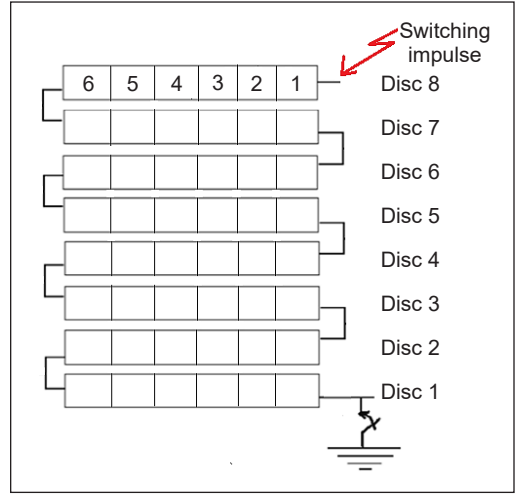 Switching
impulse
6 5 4 3 2 1
Disc 8
Disc 7
Disc 6
Disc 5
Disc 4
Disc 3
Disc 2
Disc 1